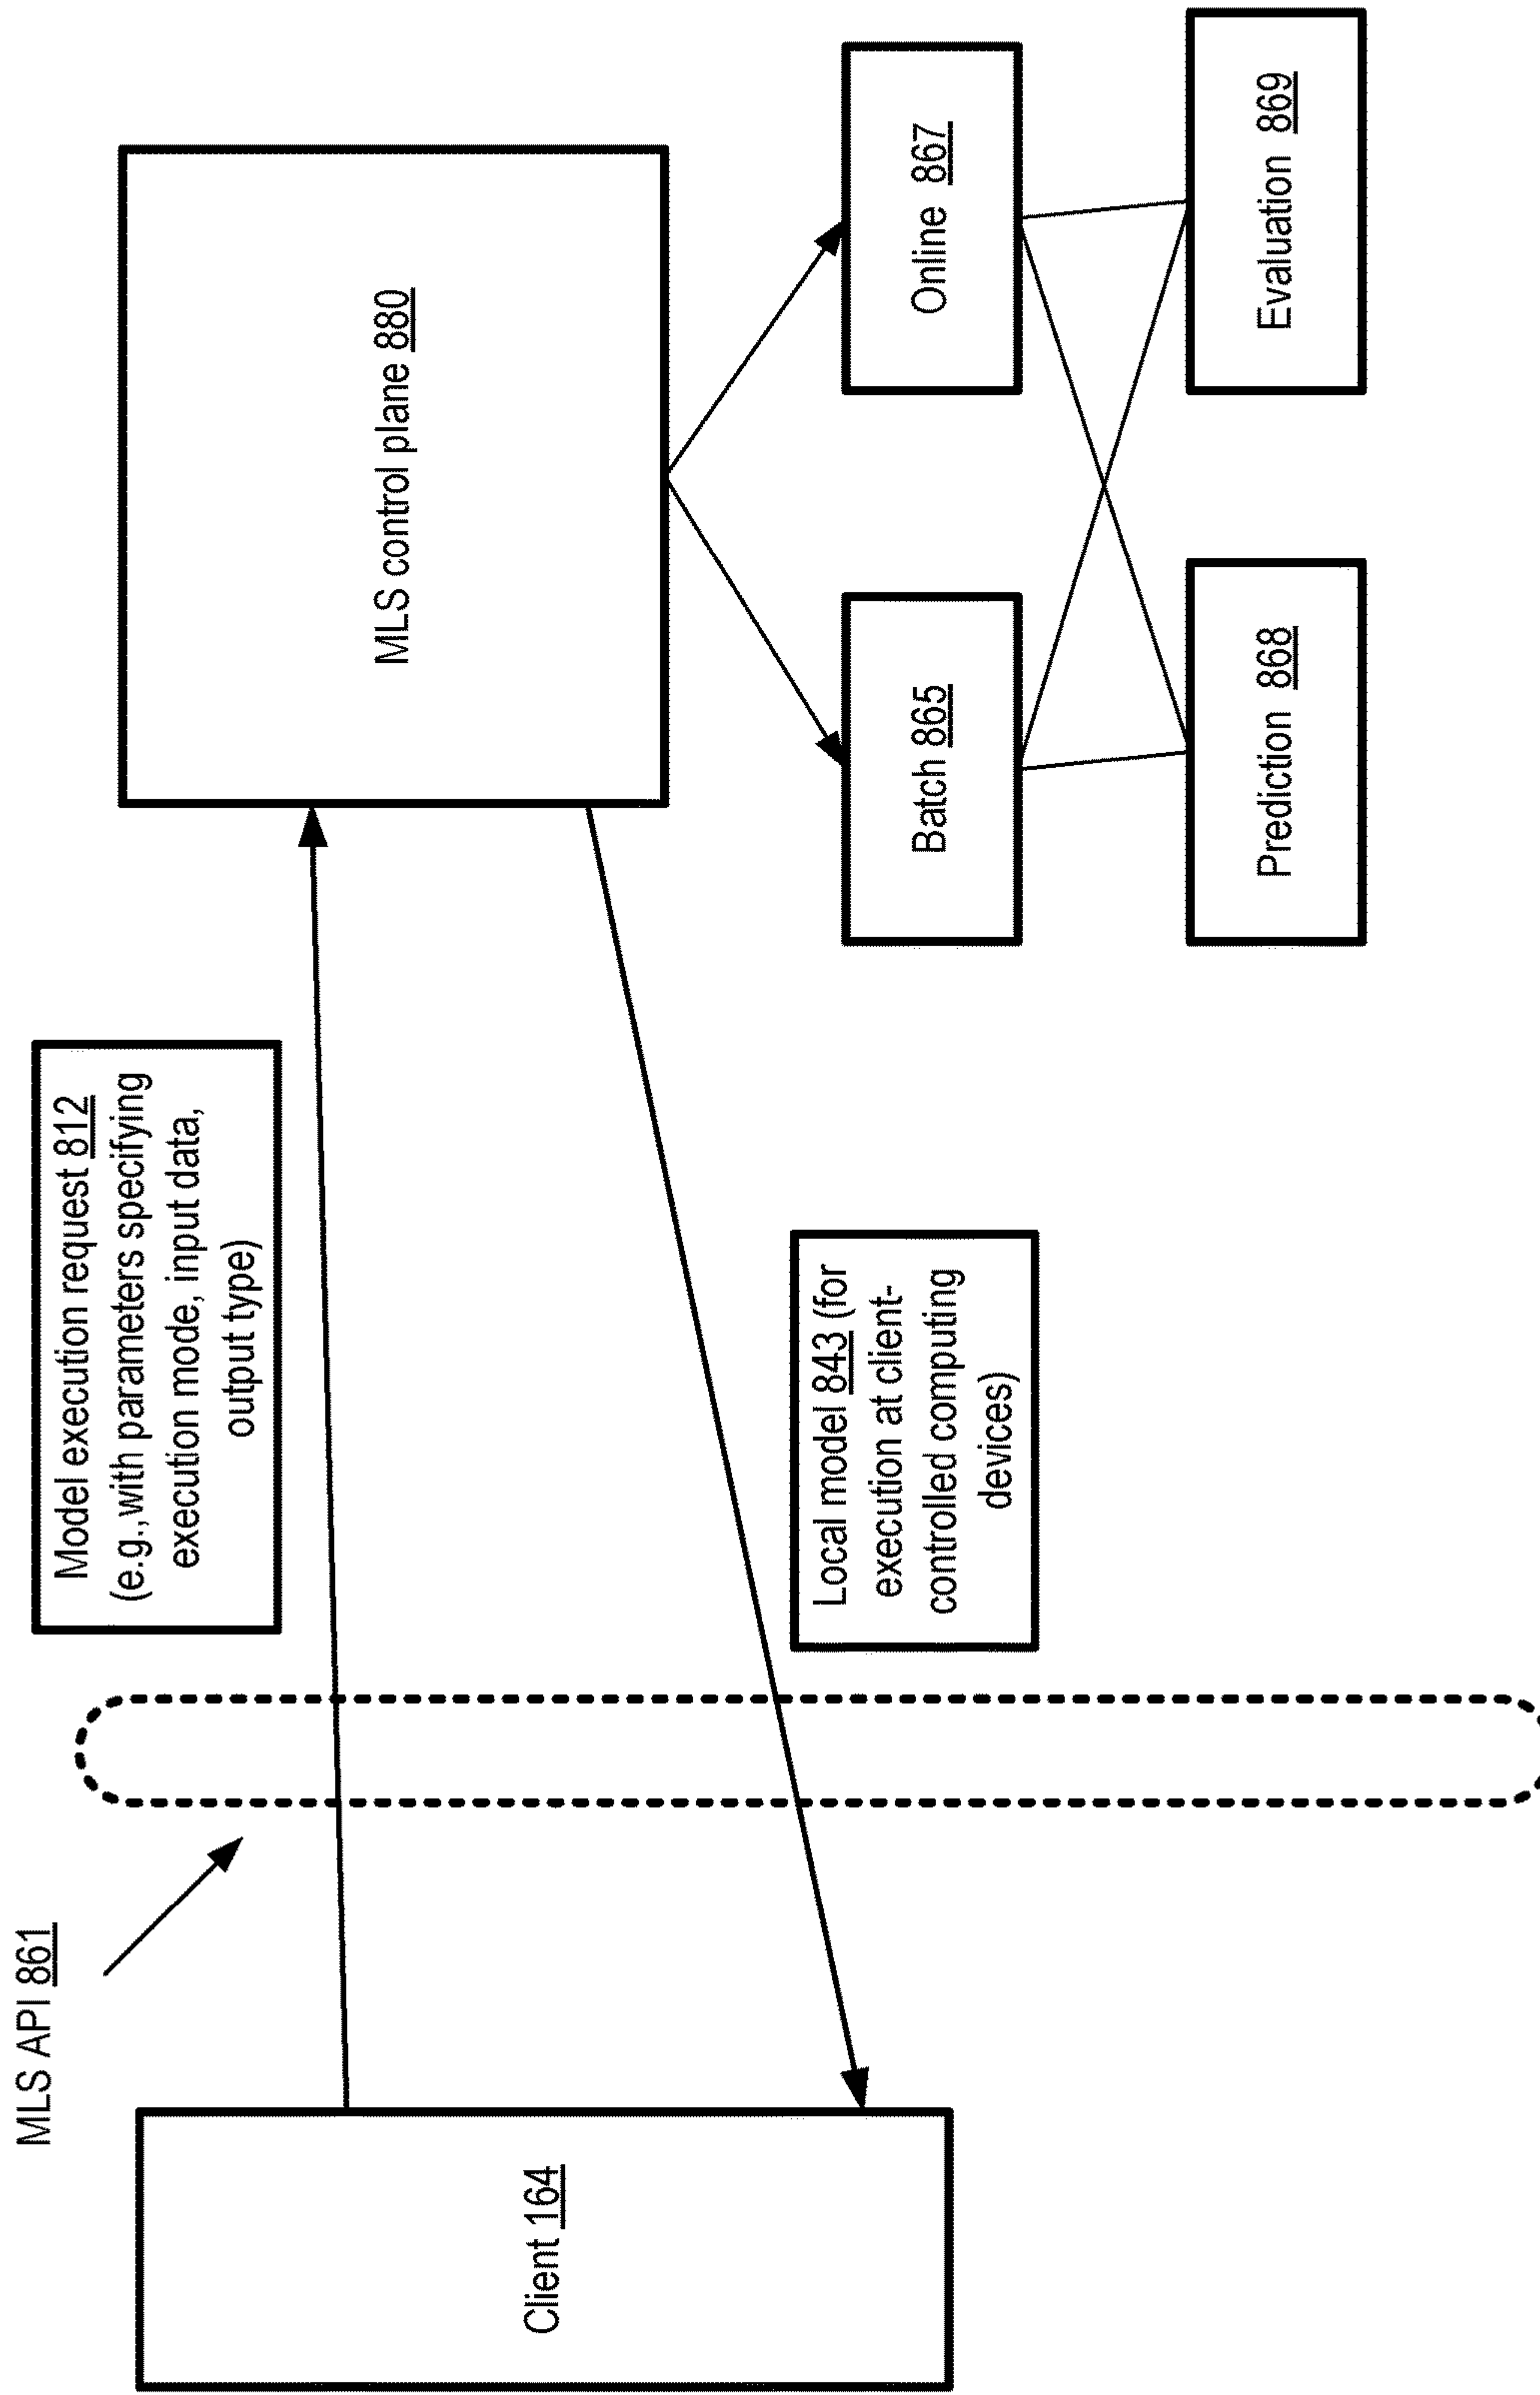 MLS API 861
Model execution request 812
(e.g.,with parameters specifying
execution mode, input data,
output type)
Client 164
MLS control plane 880
Local model 843 (for
execution at client-
controlled computing
devices)
Batch 865
Online 867
Prediction 868
Evaluation 869